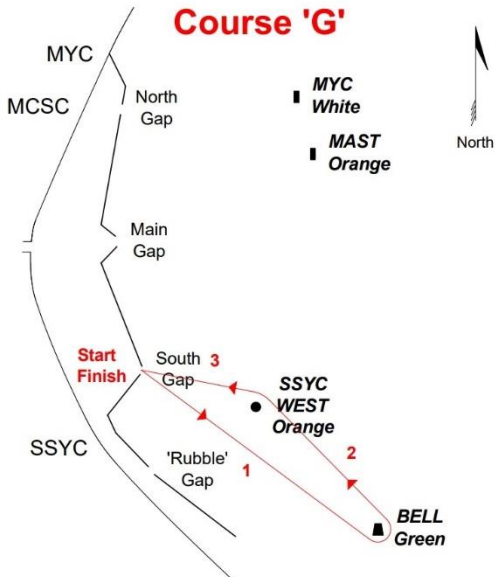 Course 'G'
MYC
MCSC
North
Gap
MYC
White
MAST
Orange
North
Main
Gap
Start
Finish
South
Gap
3
SSYC
WEST
Orange
SSYC
'Rubble'
Gap
1
2
BELL
Green